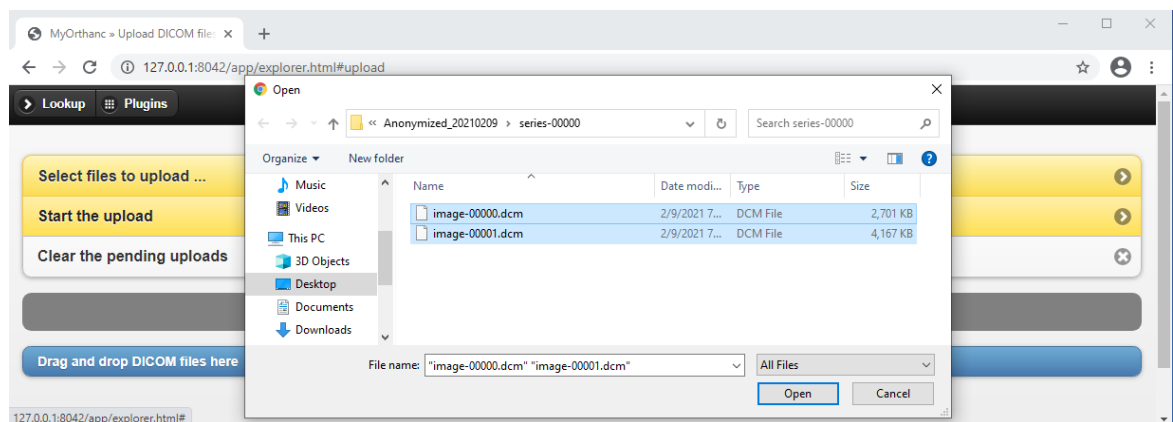 MyOrthanc » Upload DICOM file
127.0.0.1:8042/app/explorer.html#upload
Lookup Plugins
Select files to upload ...
Start the upload
Clear the pending uploads
Drag and drop DICOM files here
127.0.0.1:8042/app/explorer.html#
Open
« Anonymized_20210209 › series-00000
Search series-00000
Organize New folder
Music
Videos
This PC
3D Objects
Desktop
Documents
Downloads
Name Date modi... Type Size
image-00000.dcm 2/9/2021 7... DCM File 2,701 KB
image-00001.dcm 2/9/2021 7... DCM File 4,167 KB
File name: "image-00000.dcm" "image-00001.dcm" All Files
Open Cancel